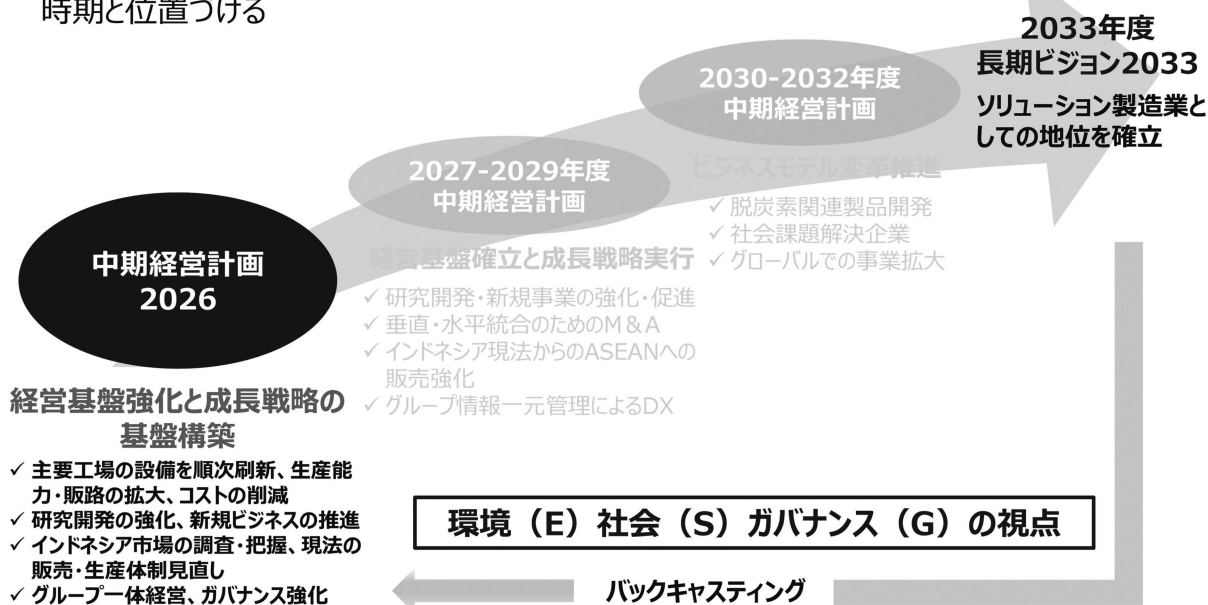 時期と位置づける
2033年度
長期ビジョン2033
ソリューション製造業と
しての地位を確立
2030-2032年度
中期経営計画
ビジネスモデル変革推進
✓ 脱炭素関連製品開発
✓ 社会課題解決企業
✓ グローバルでの事業拡大
2027-2029年度
中期経営計画
経営基盤確立と成長戦略実行
✓ 研究開発・新規事業の強化・促進
✓ 垂直・水平統合のためのM&A
✓ インドネシア現法からのASEANへの
販売強化
✓ グループ情報一元管理によるDX
中期経営計画
2026
経営基盤強化と成長戦略の
基盤構築
✓ 主要工場の設備を順次刷新、生産能
力・販路の拡大、コストの削減
✓ 研究開発の強化、新規ビジネスの推進
✓ インドネシア市場の調査・把握、現法の
販売・生産体制見直し
✓ グループ一体経営、ガバナンス強化
環境（E）社会（S）ガバナンス（G）の視点
バックキャスティング